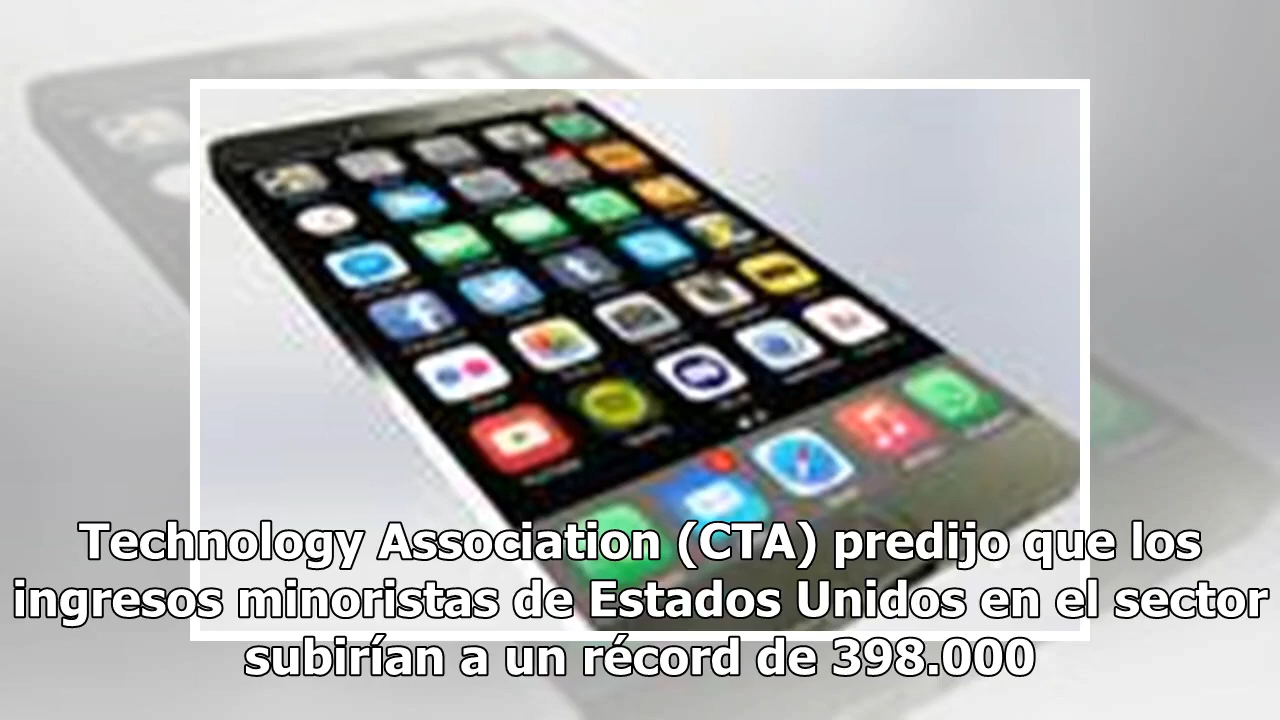 Technology Association (CTA) predijo que los
ingresos minoristas de Estados Unidos en el sector
subirían a un récord de 398.000